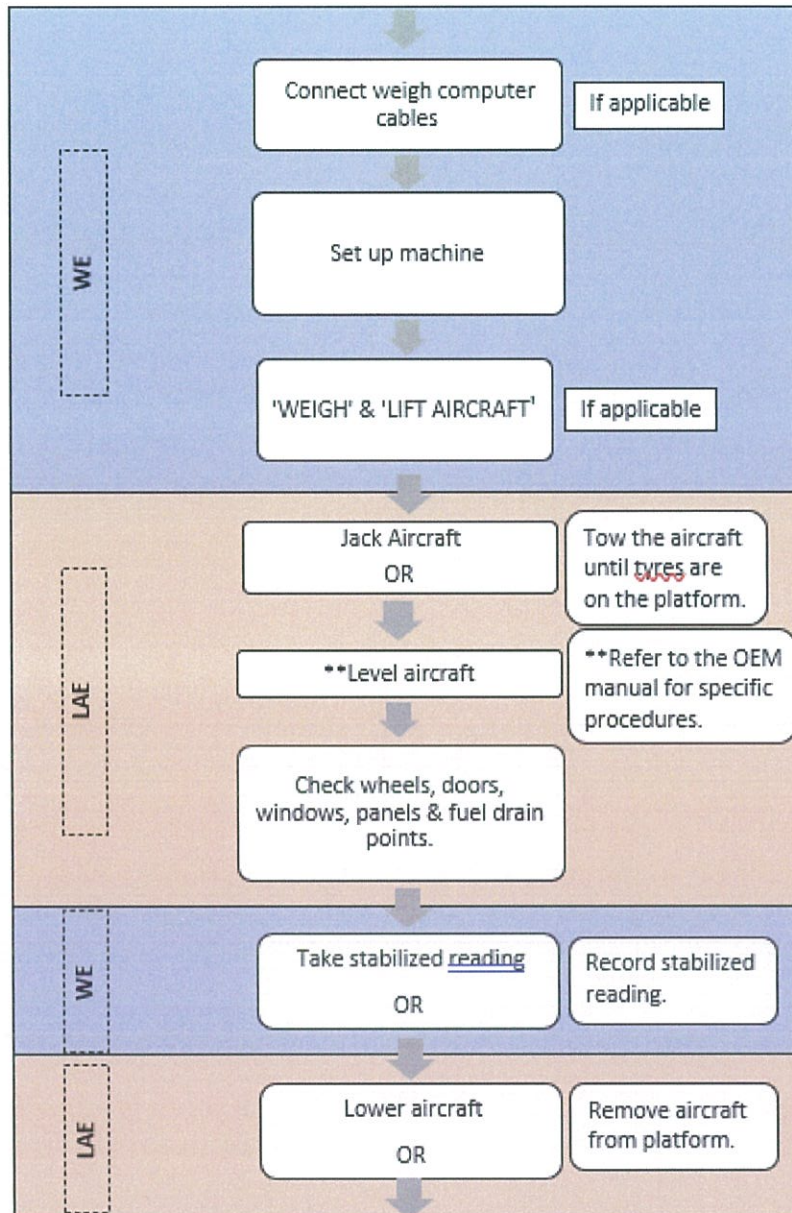 Connect weigh computer
cables
If applicable
WE
Set up machine
'WEIGH' & 'LIFT AIRCRAFT'
If applicable
Jack Aircraft
OR
Tow the aircraft
until tyres are
on the platform.
LAE
**Level aircraft
**Refer to the OEM
manual for specific
procedures.
Check wheels, doors,
windows, panels & fuel drain
points.
WE
Take stabilized reading
OR
Record stabilized
reading.
LAE
Lower aircraft
OR
Remove aircraft
from platform.